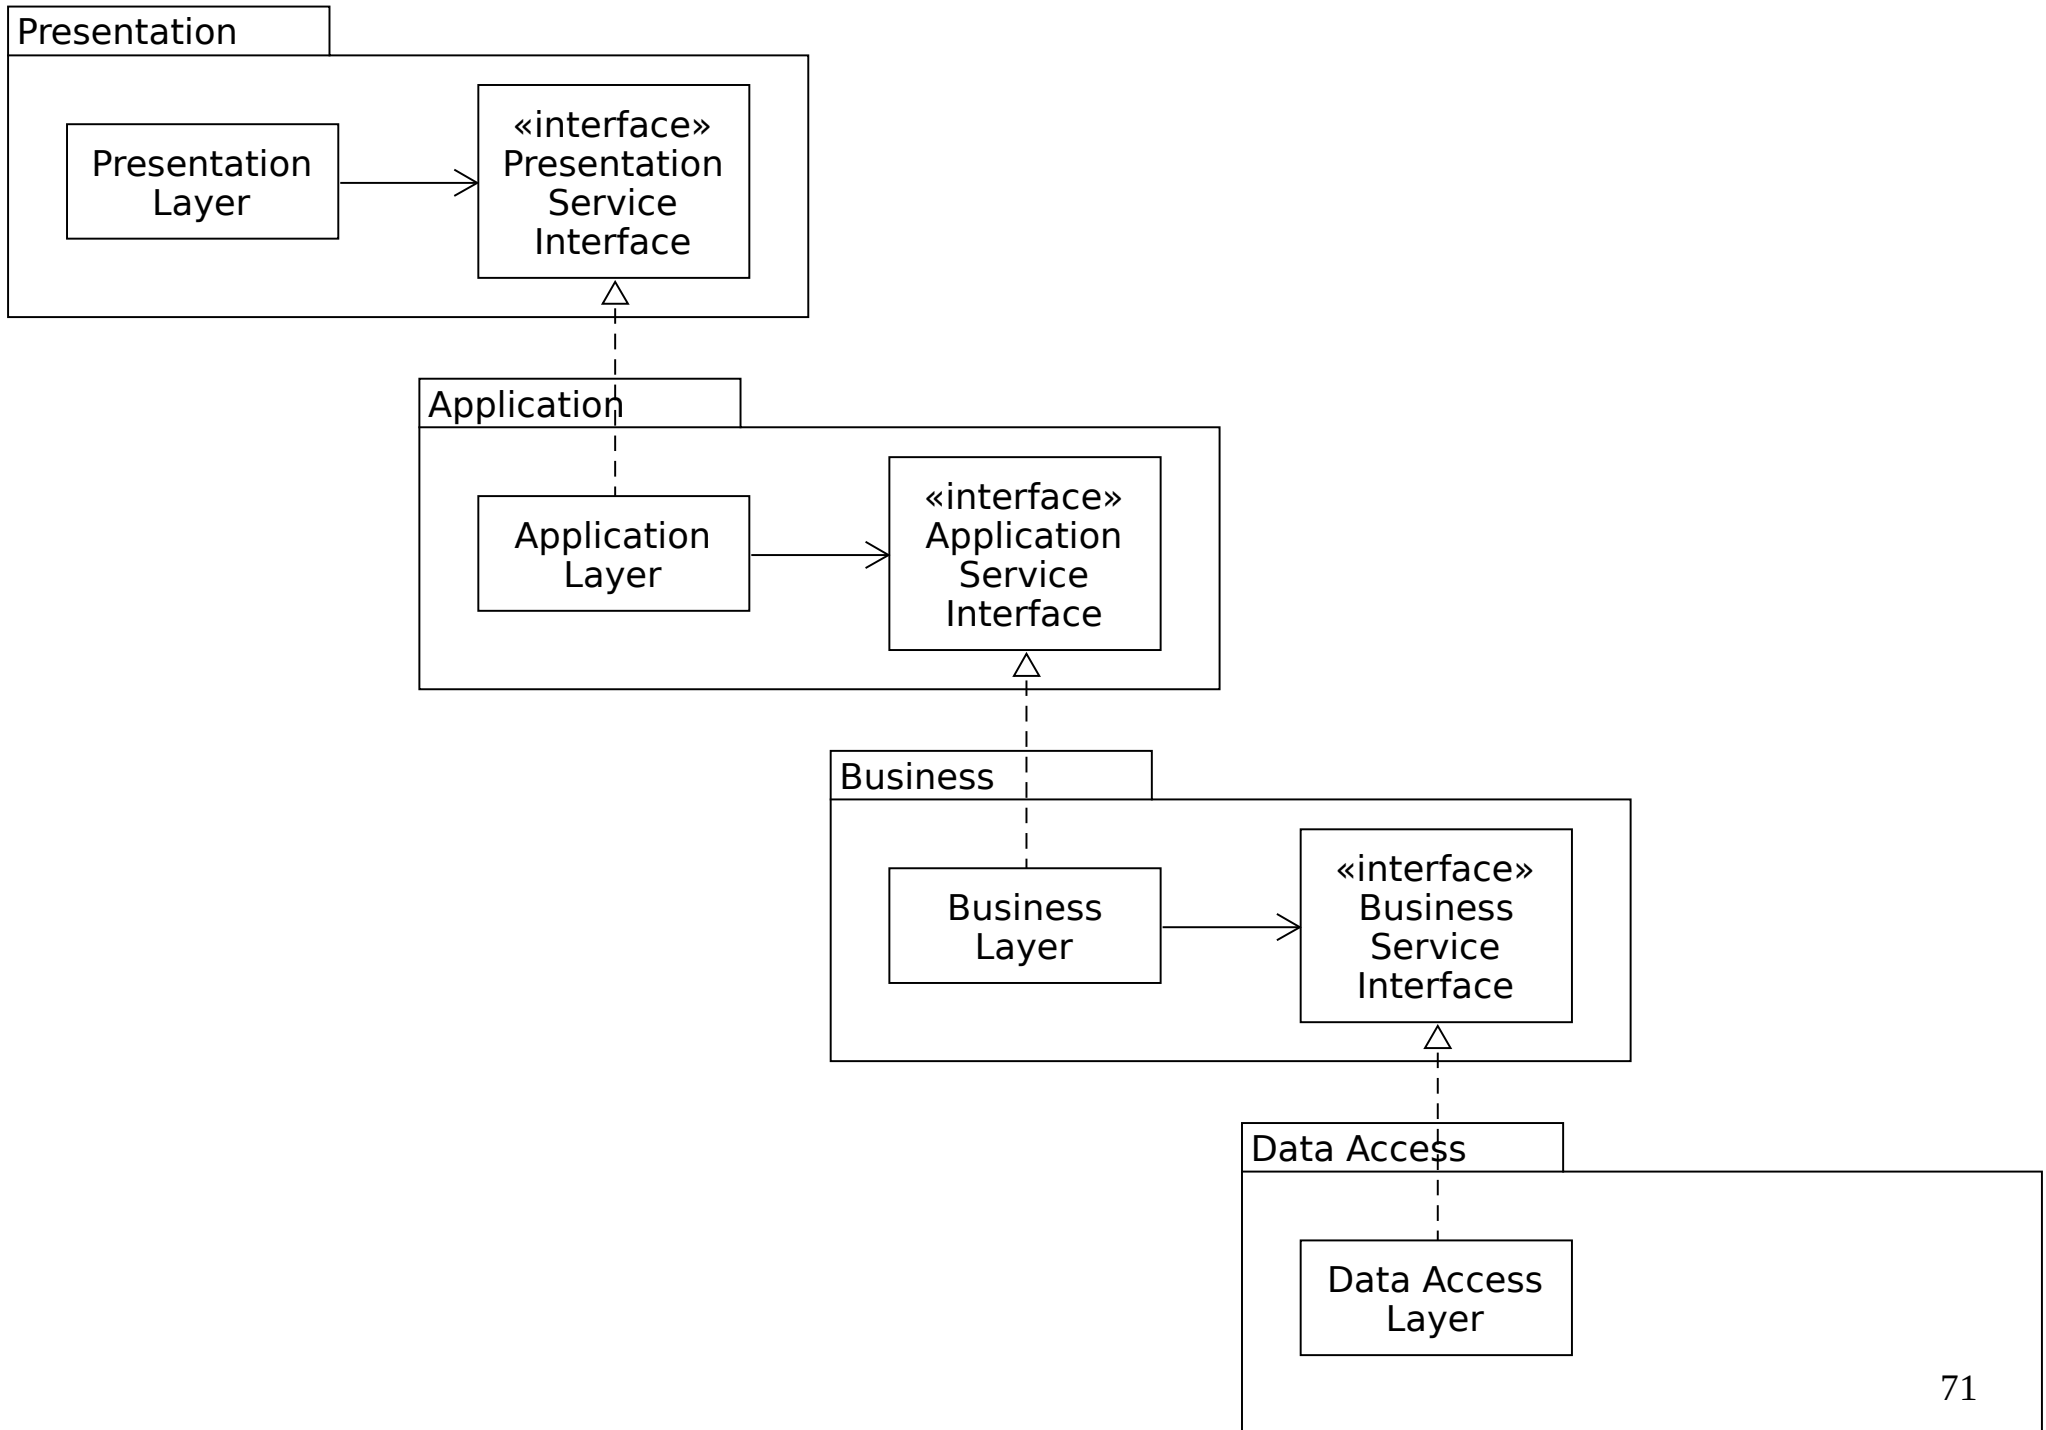 Presentation
Presentation
Layer
«interface»
Presentation
Service
Interface
Application
Application
Layer
«interface»
Application
Service
Interface
Business
Business
Layer
«interface»
Business
Service
Interface
Data Access
Data Access
Layer
71